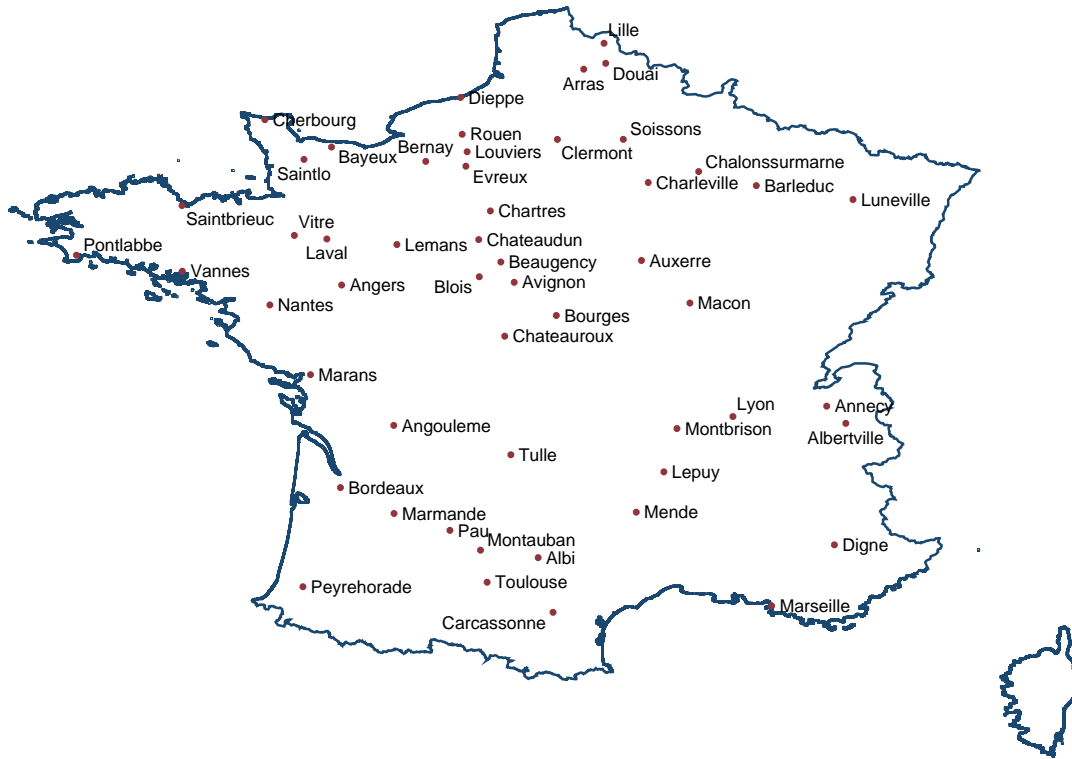 Lille
Douai
Arras
Dieppe
Cherbourg
Rouen
Soissons
Bernay
Louviers
Clermont
Bayeux
Chalonssurmarne
Saintlo
Evreux
Charleville
Barleduc
Luneville
Chartres
Saintbrieuc
Vitre
Pontlabbe
Laval
Lemans
Chateaudun
Beaugency
Auxerre
Vannes
Angers
Blois
Avignon
Nantes
Macon
Bourges
Chateauroux
Marans
Lyon
Annecy
Angouleme
Montbrison
Albertville
Tulle
Lepuy
Bordeaux
Marmande
Mende
Pau
Montauban
Digne
Albi
Peyrehorade
Toulouse
Marseille
Carcassonne